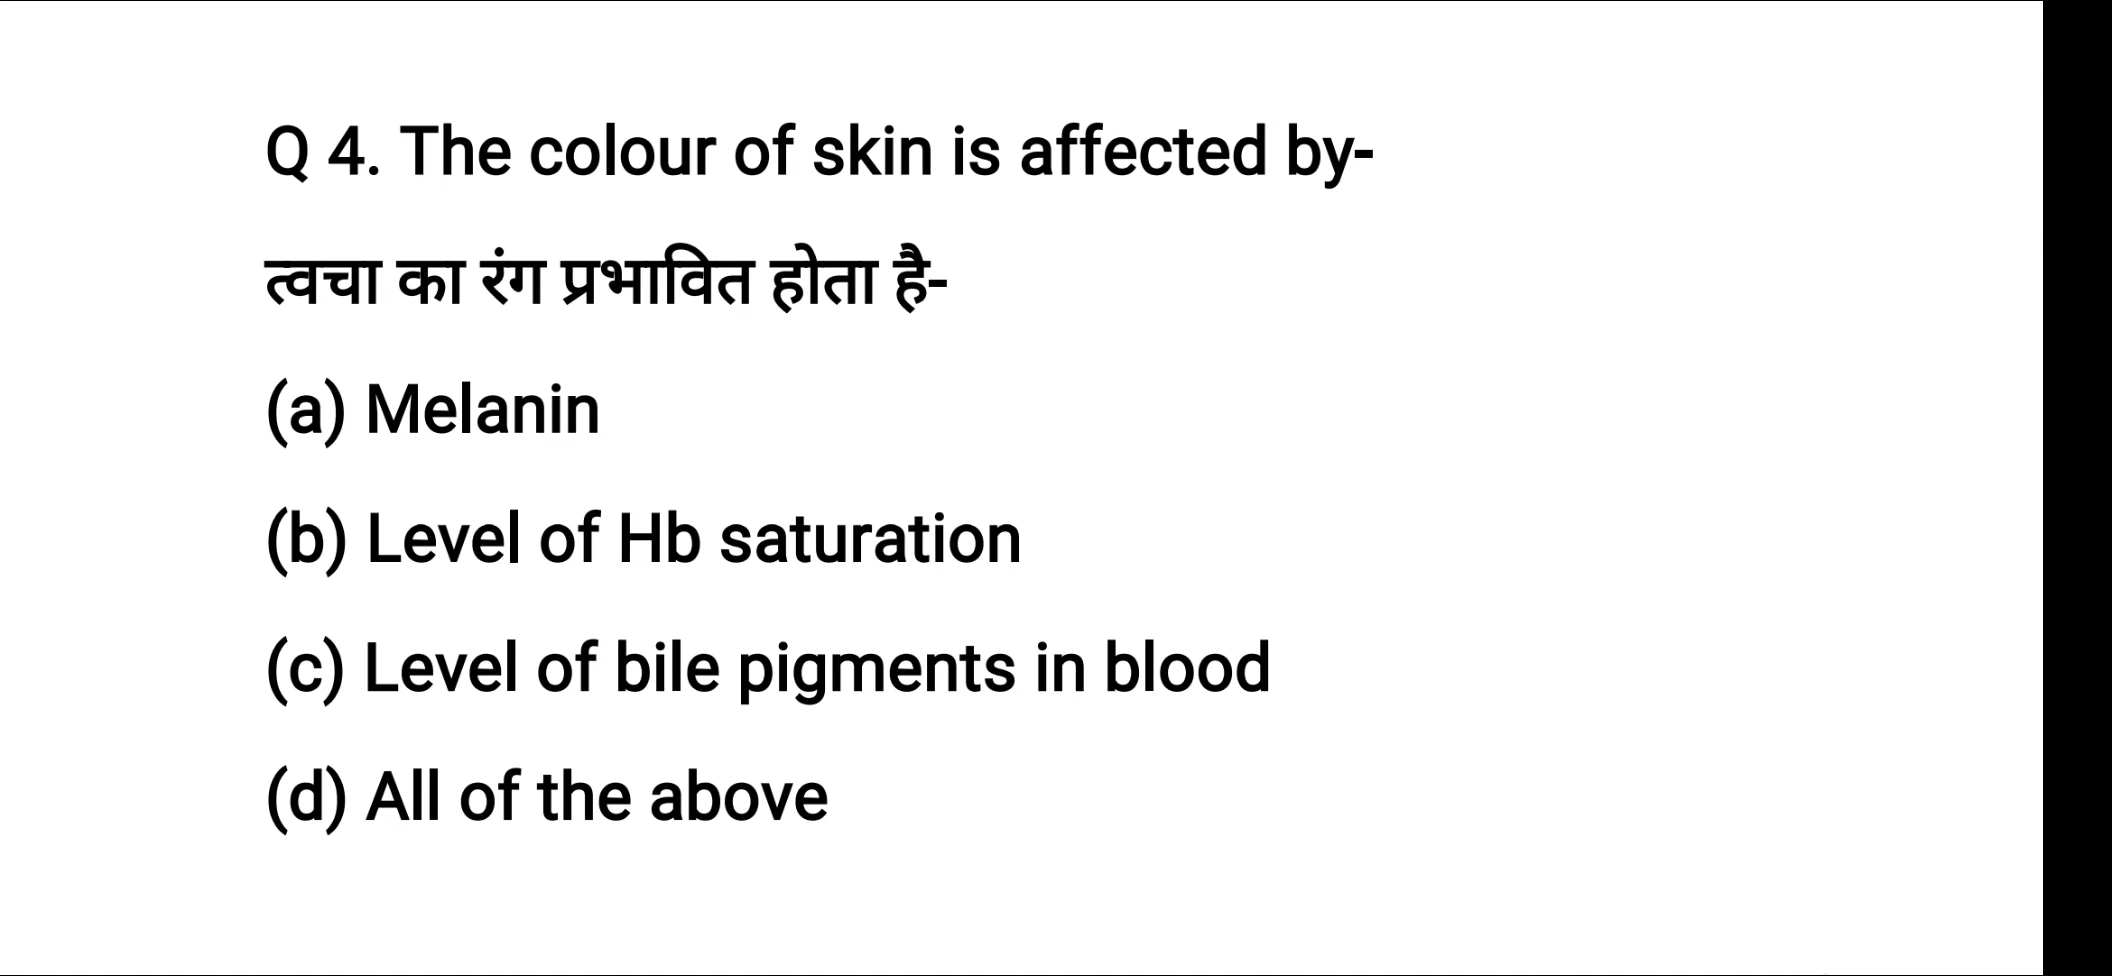 Q 4. The colour of skin is affected by-
त्वचा का रंग प्रभावित होता है-
(a) Melanin
(b) Level of Hb saturation
(c) Level of bile pigments in blood
(d) All of the above